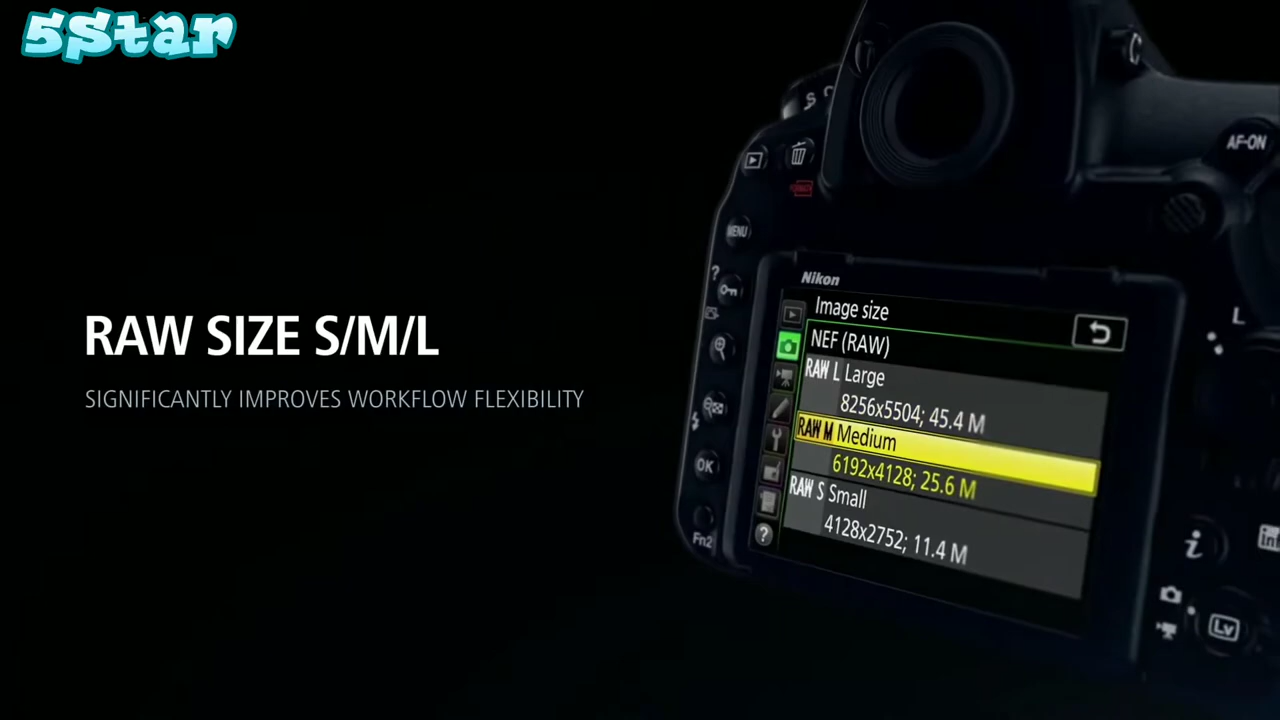 5Star
RAW SIZE S/M/L
SIGNIFICANTLY IMPROVES WORKFLOW FLEXIBILITY
S
C
AF-ON
FORMAT
MENU
?
Nikon
Image size
NEF (RAW)
RAW L Large
8256x5504; 45.4 M
RAW M Medium
6192x4128; 25.6 M
RAW S Small
4128x2752; 11.4 M
L
OK
Fn2
?
i
Lv